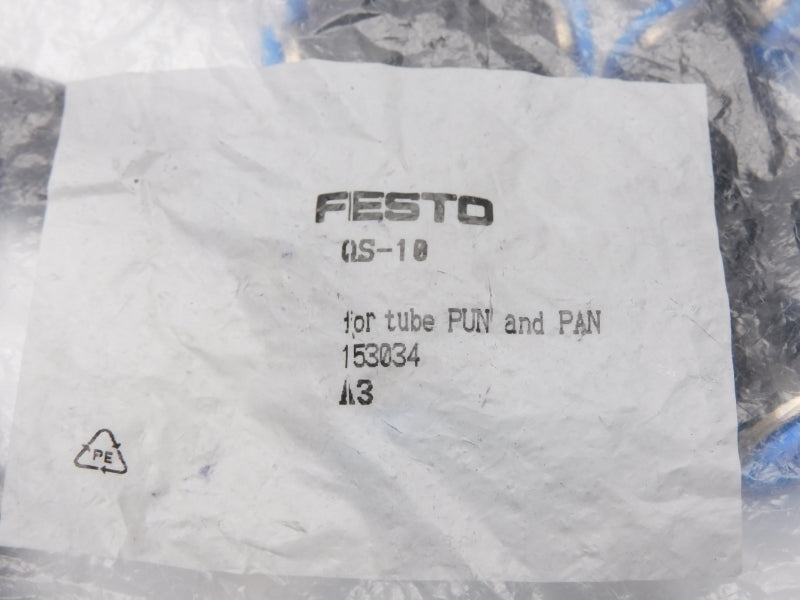 FESTO
QS-10
for tube PUN and PAN
153034
A3
PE